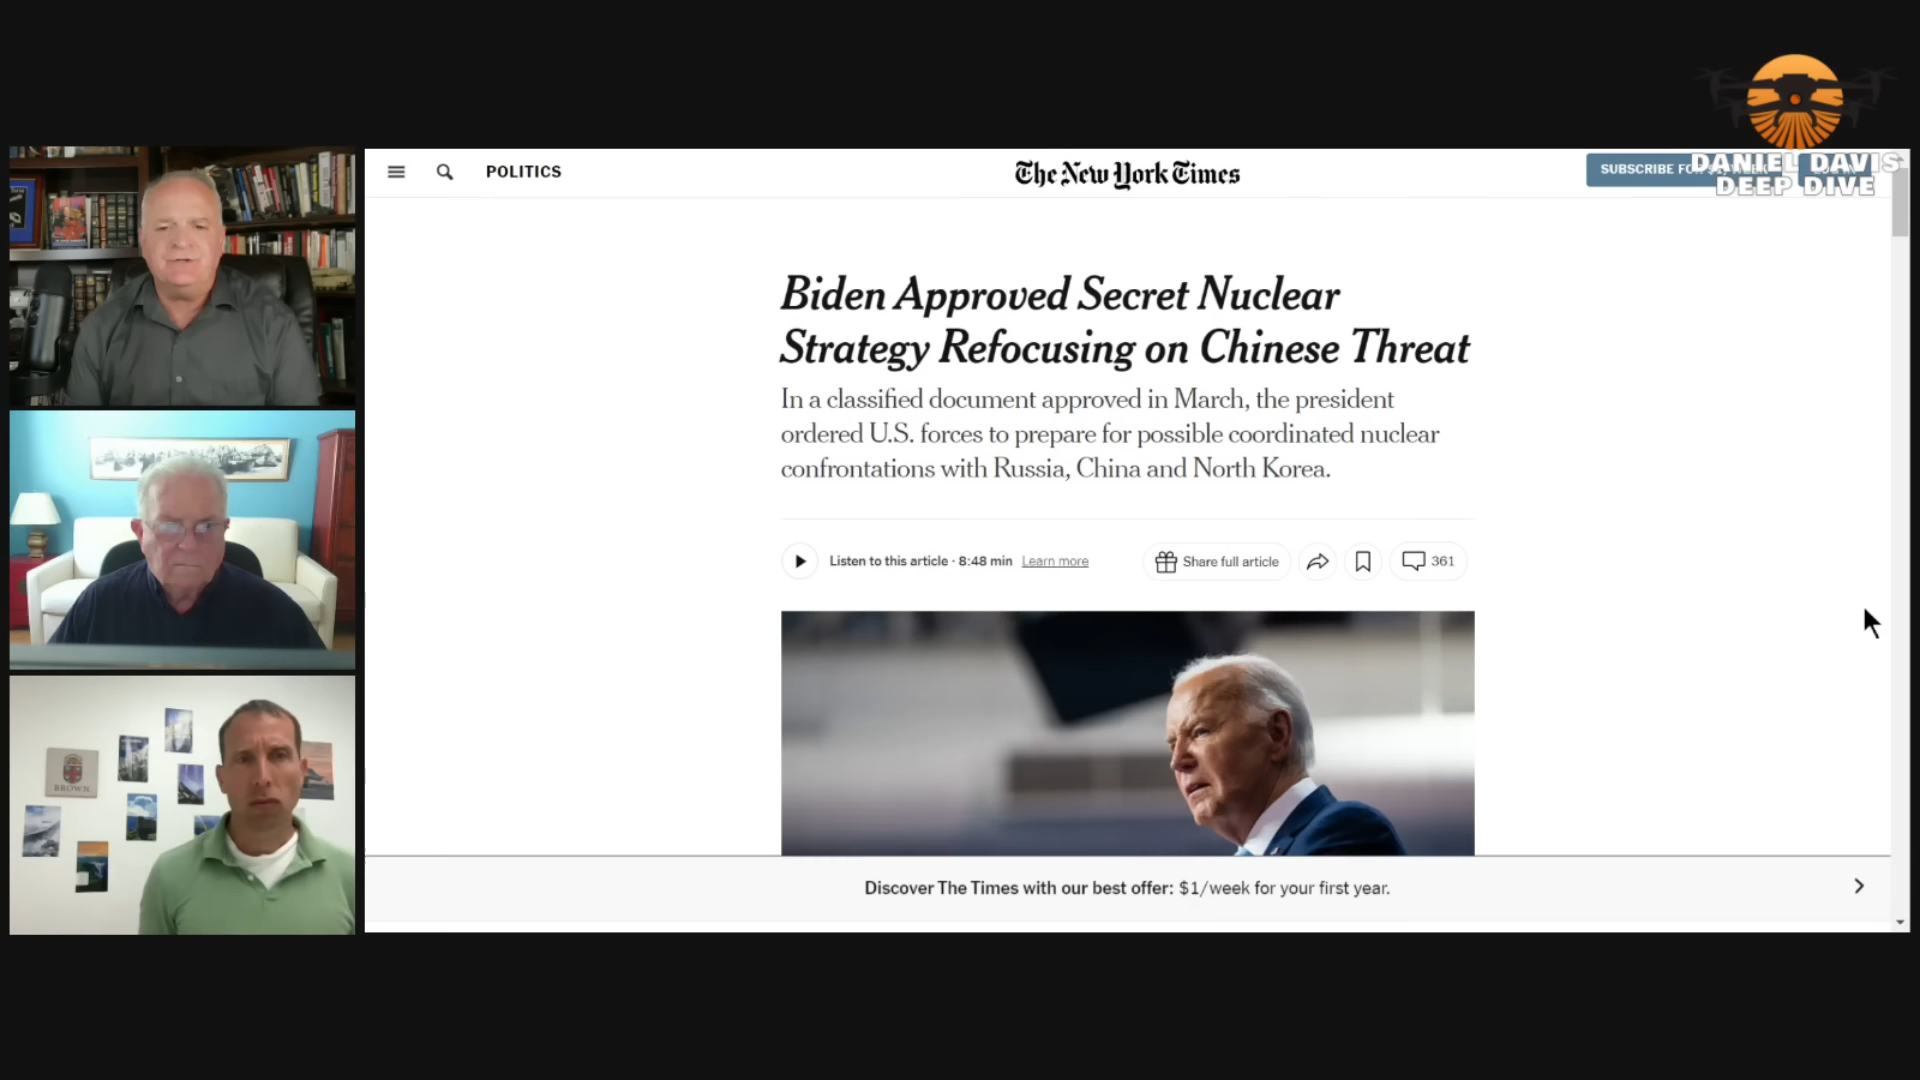 DANIEL DAVIS
DEEP DIVE
POLITICS
The New York Times
SUBSCRIBE FOR
Biden Approved Secret Nuclear
Strategy Refocusing on Chinese Threat
In a classified document approved in March, the president
ordered U.S. forces to prepare for possible coordinated nuclear
confrontations with Russia, China and North Korea.
Listen to this article · 8:48 min Learn more
Share full article
361
BROWN
Discover The Times with our best offer: $1/week for your first year.